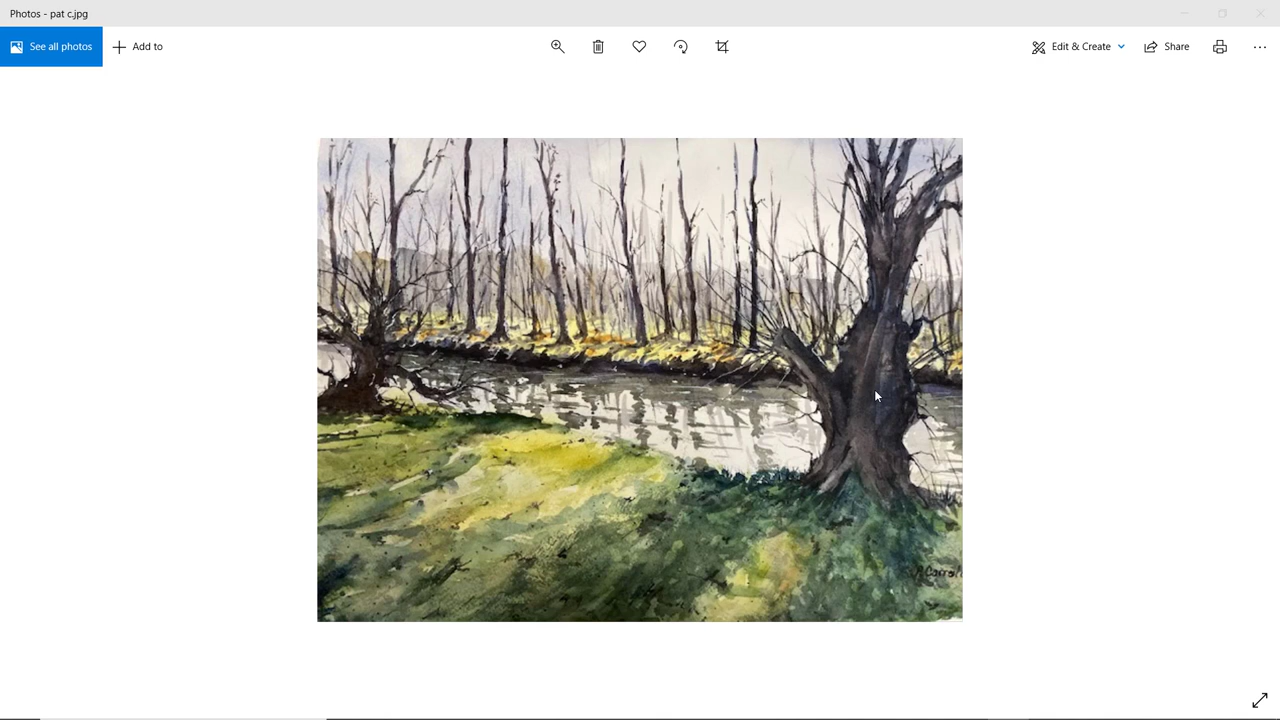 Photos - pat c.jpg
See all photos
Add to
Edit & Create
Share